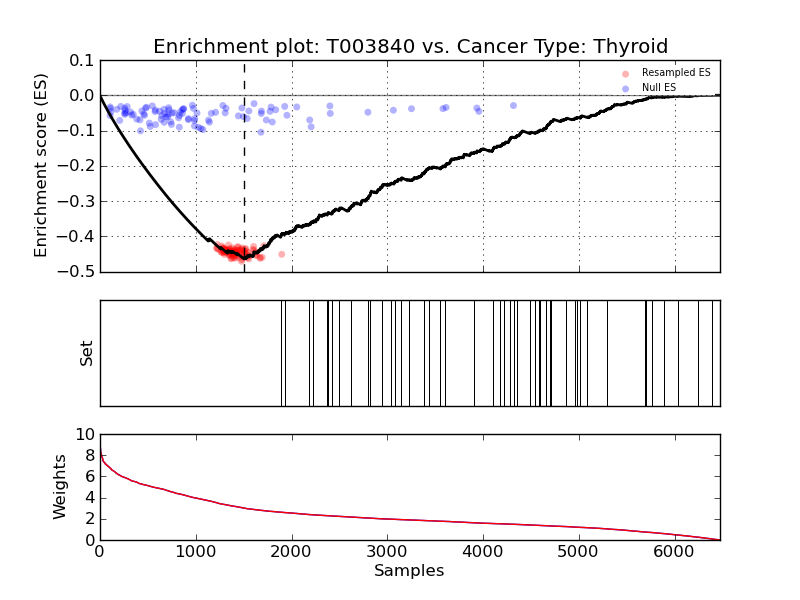 Enrichment plot: T003840 vs. Cancer Type: Thyroid
Enrichment score (ES)
0.1
0.0
−0.1
−0.2
−0.3
−0.4
−0.5
Resampled ES
Null ES
Set
Weights
10
8
6
4
2
0
0 1000 2000 3000 4000 5000 6000
Samples